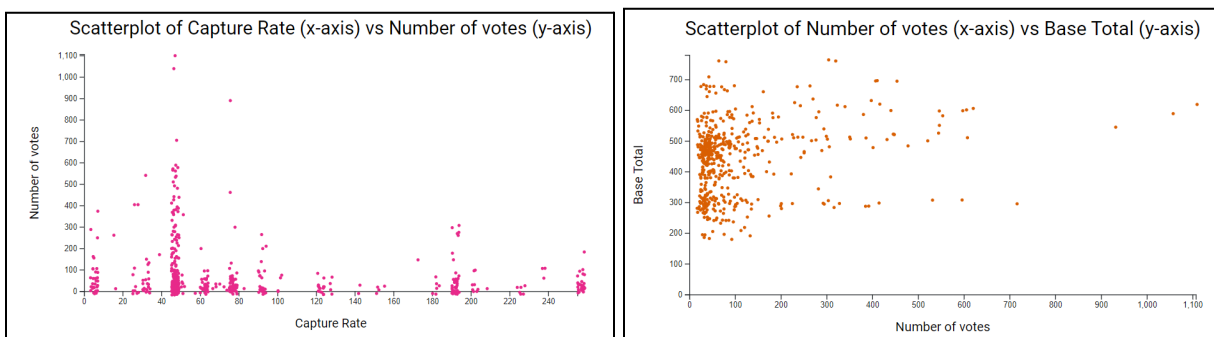 Scatterplot of Capture Rate (x-axis) vs Number of votes (y-axis)
1,100
1,000
900
800
700
600
500
400
300
200
100
0
Number of votes
0 20 40 60 80 100 120 140 160 180 200 220 240
Capture Rate
Scatterplot of Number of votes (x-axis) vs Base Total (y-axis)
700
600
500
400
300
200
100
0
Base Total
0 100 200 300 400 500 600 700 800 900 1,000 1,100
Number of votes